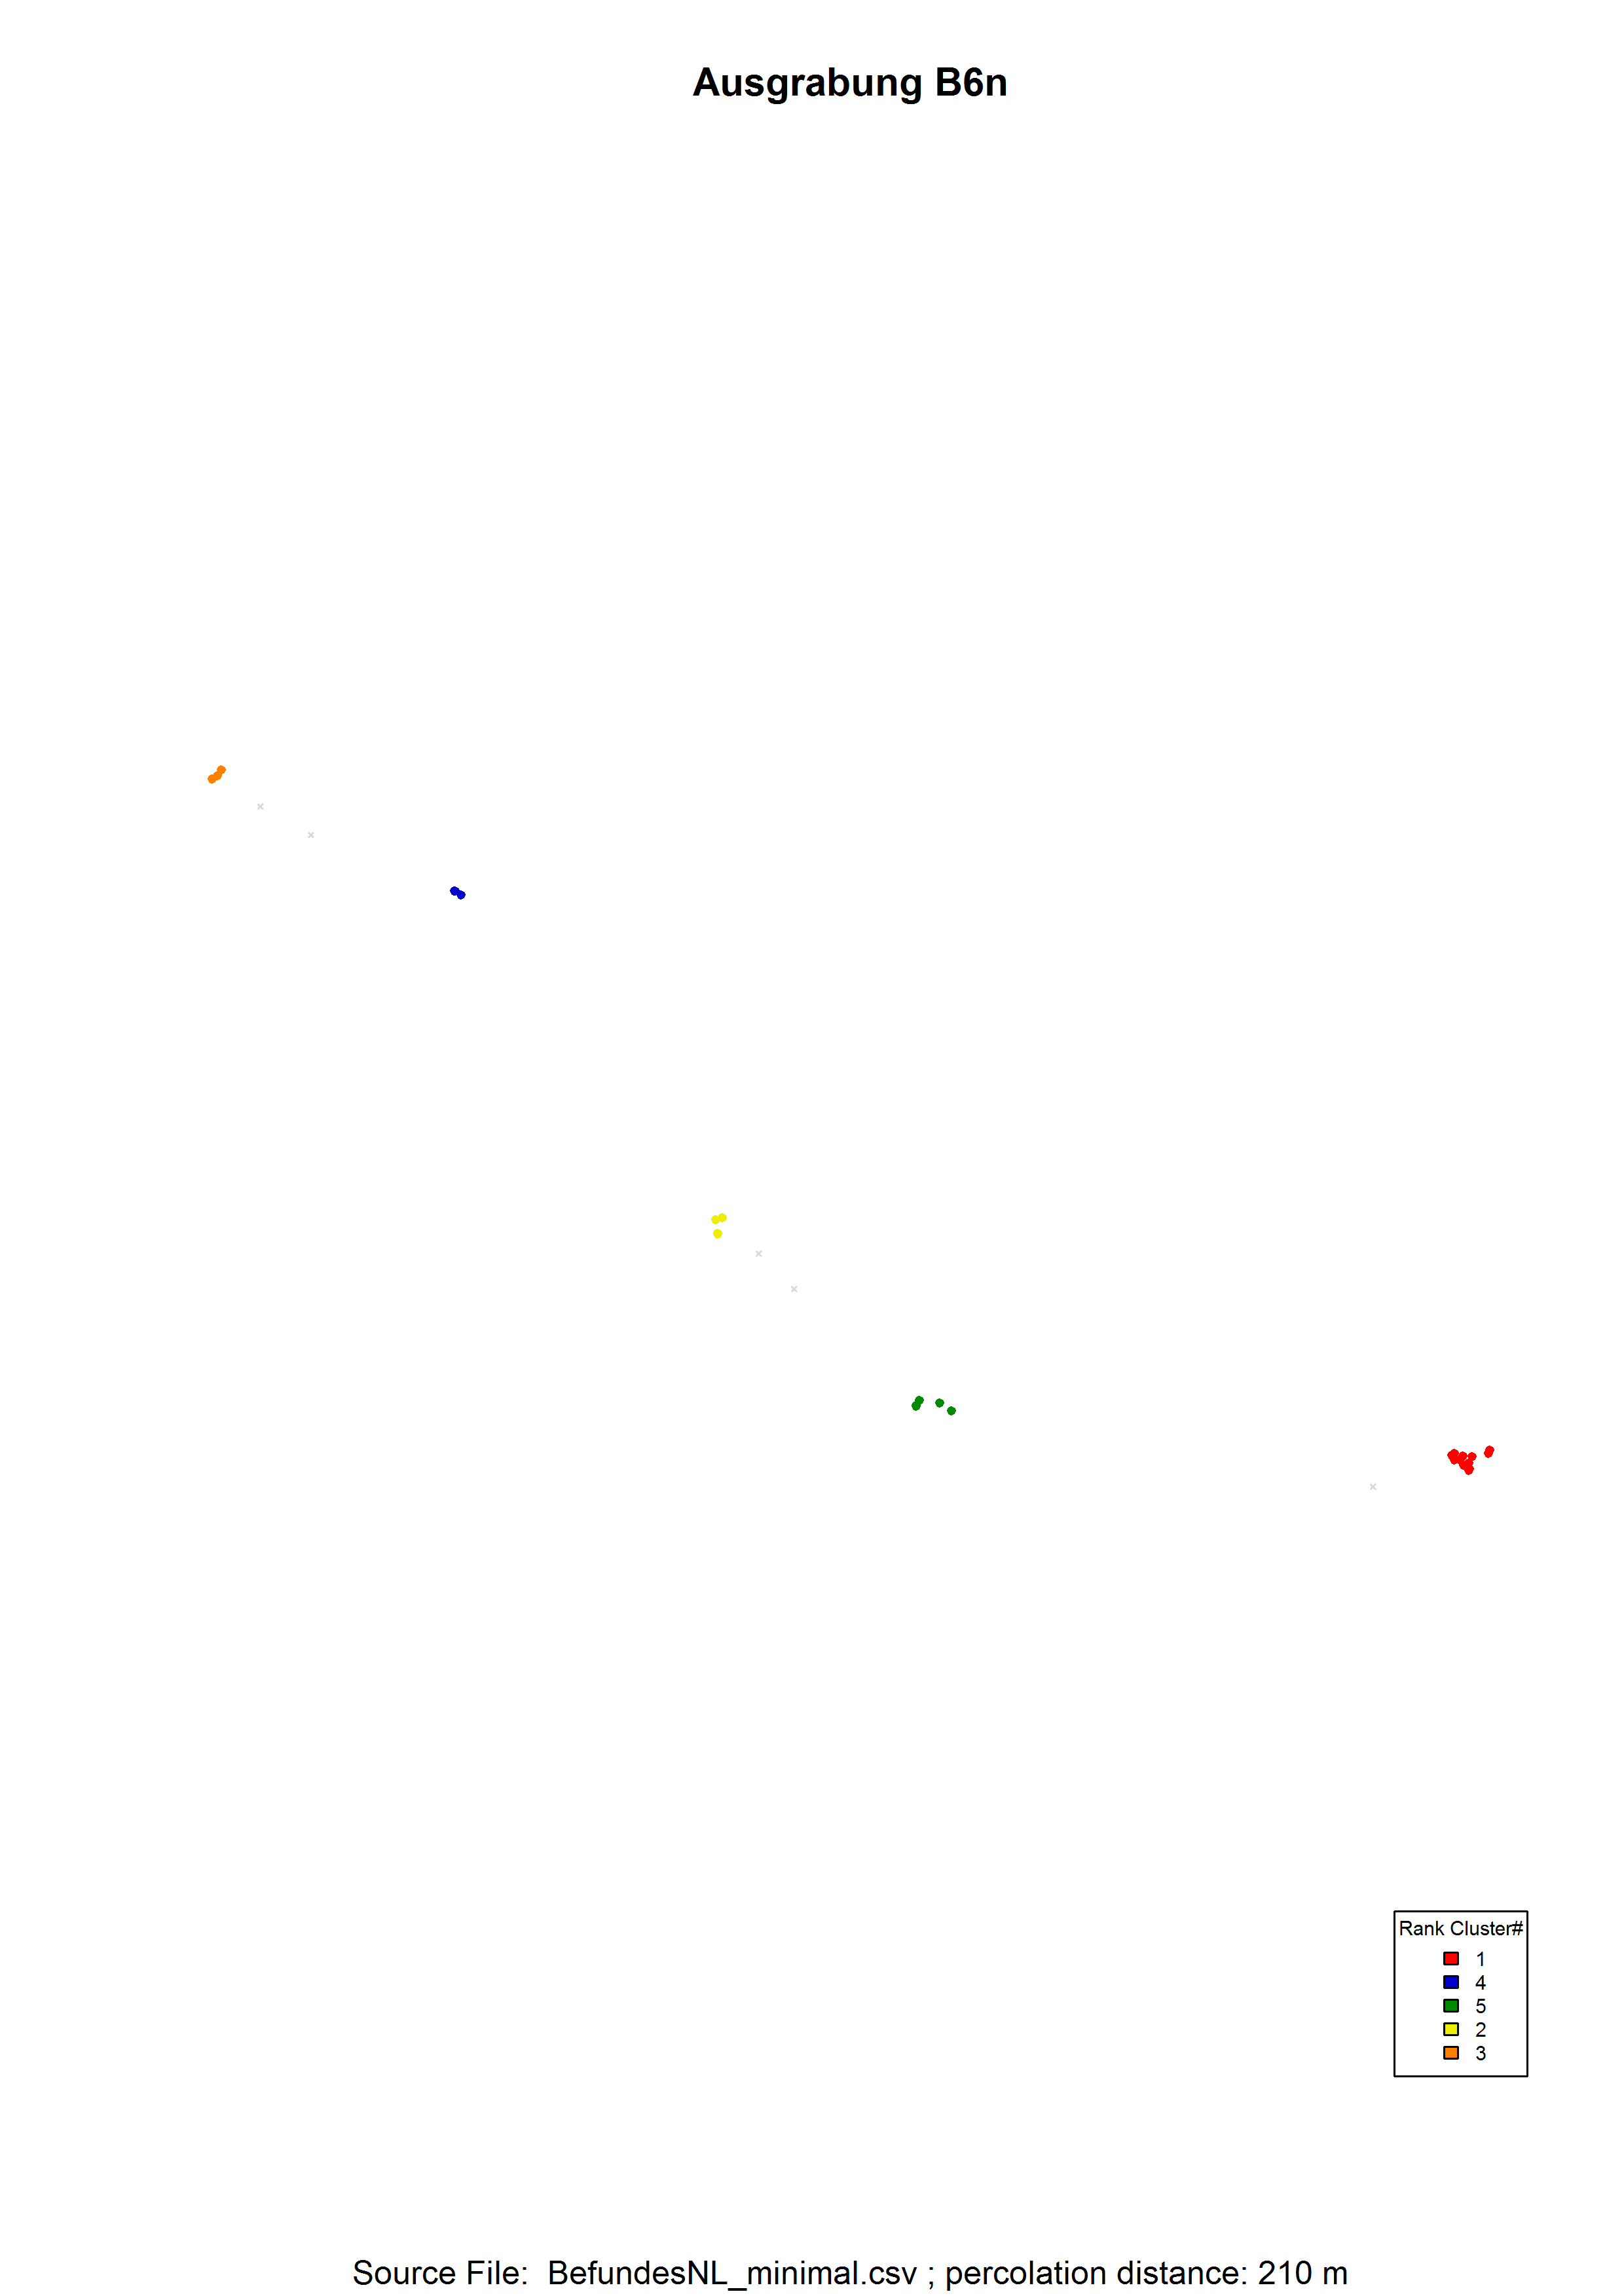 Ausgrabung B6n
Rank Cluster#
1
4
5
2
3
Source File:  BefundesNL_minimal.csv ; percolation distance: 210 m